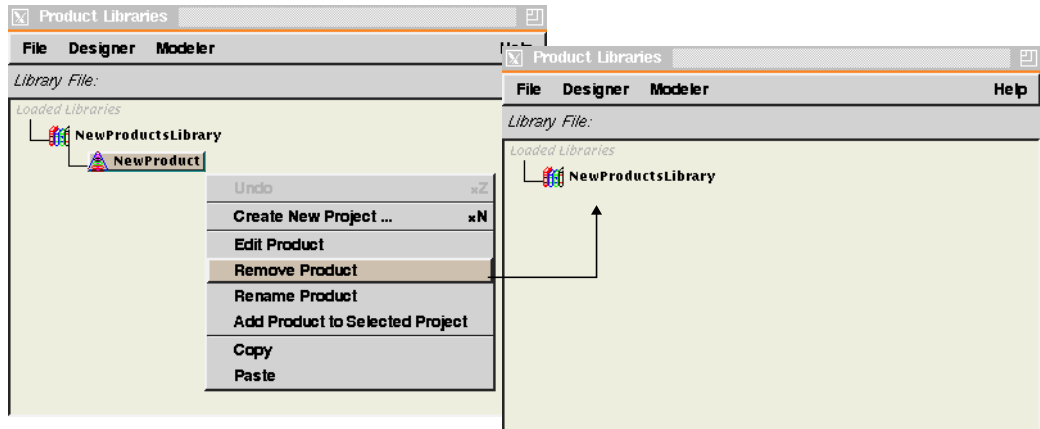 Product Libraries
File Designer Modeler
Library File:
Loaded Libraries
NewProductsLibrary
NewProduct
Undo ×Z
Create New Project ... ×N
Edit Product
Remove Product
Rename Product
Add Product to Selected Project
Copy
Paste
Product Libraries
File Designer Modeler Help
Library File:
Loaded Libraries
NewProductsLibrary